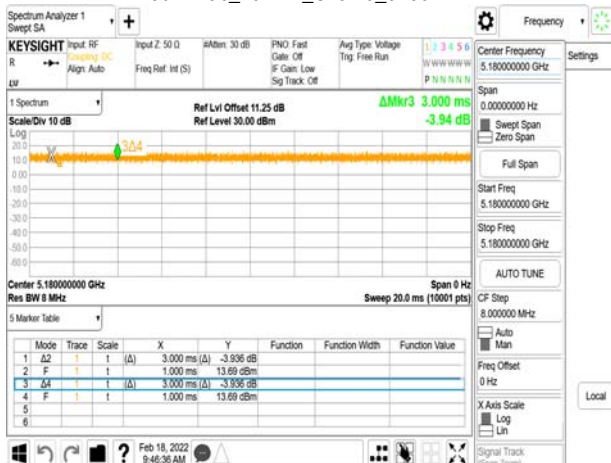 Spectrum Analyzer 1
Swept SA
+
Frequency
KEYSIGHT
Input: RF
Input Z: 50 Ω
#Atten: 30 dB
PNO: Fast
Avg Type: Voltage
1 2 3 4 5 6
R
Coupling: DC
Gate: Off
Trig: Free Run
Align: Auto
Freq Ref: Int (S)
IF Gain: Low
W W W W W W
Sig Track: Off
P N N N N N
LW
1 Spectrum
Ref Lvl Offset 11.25 dB
ΔMkr3 3.000 ms
Scale/Div 10 dB
Ref Level 30.00 dBm
-3.94 dB
Log
20.0
10.0
0.00
-10.0
-20.0
-30.0
-40.0
-50.0
-60.0
3Δ4
Center 5.180000000 GHz
Span 0 Hz
Res BW 8 MHz
Sweep 20.0 ms (10001 pts)
5 Marker Table
Mode Trace Scale X Y Function Function Width Function Value
1 Δ2 1 t (Δ) 3.000 ms (Δ) -3.936 dB
2 F 1 t 1.000 ms 13.69 dBm
3 Δ4 1 t (Δ) 3.000 ms (Δ) -3.936 dB
4 F 1 t 1.000 ms 13.69 dBm
5
6
Feb 18, 2022
9:46:36 AM
Center Frequency
5.180000000 GHz
Settings
Span
0.00000000 Hz
Swept Span
Zero Span
Full Span
Start Freq
5.180000000 GHz
Stop Freq
5.180000000 GHz
AUTO TUNE
CF Step
8.000000 MHz
Auto
Man
Freq Offset
0 Hz
Local
X Axis Scale
Log
Lin
Signal Track